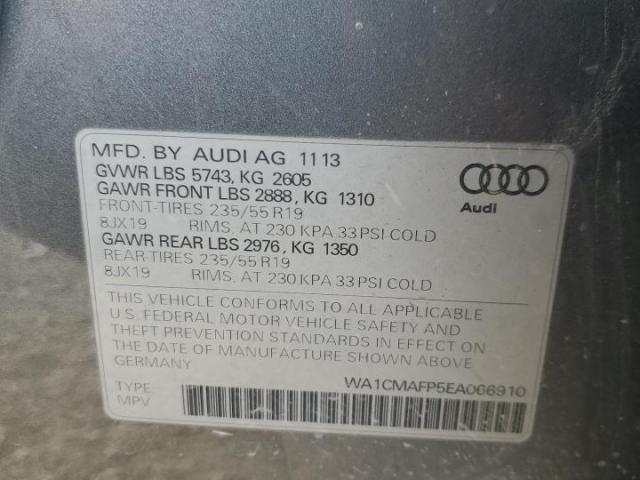 MFD. BY AUDI AG 11 13
GVWR LBS 5743, KG 2605
GAWR FRONT LBS 2888, KG 1310
FRONT-TIRES 235/55 R19
8JX19 RIMS, AT 230 KPA 33 PSI COLD
GAWR REAR LBS 2976, KG 1350
REAR-TIRES 235/55 R19
8JX19 RIMS, AT 230 KPA 33 PSI COLD
Audi
THIS VEHICLE CONFORMS TO ALL APPLICABLE
U.S. FEDERAL MOTOR VEHICLE SAFETY AND
THEFT PREVENTION STANDARDS IN EFFECT ON
THE DATE OF MANUFACTURE SHOWN ABOVE
GERMANY
TYPE: WA1CMAFP5EA066910
MPV